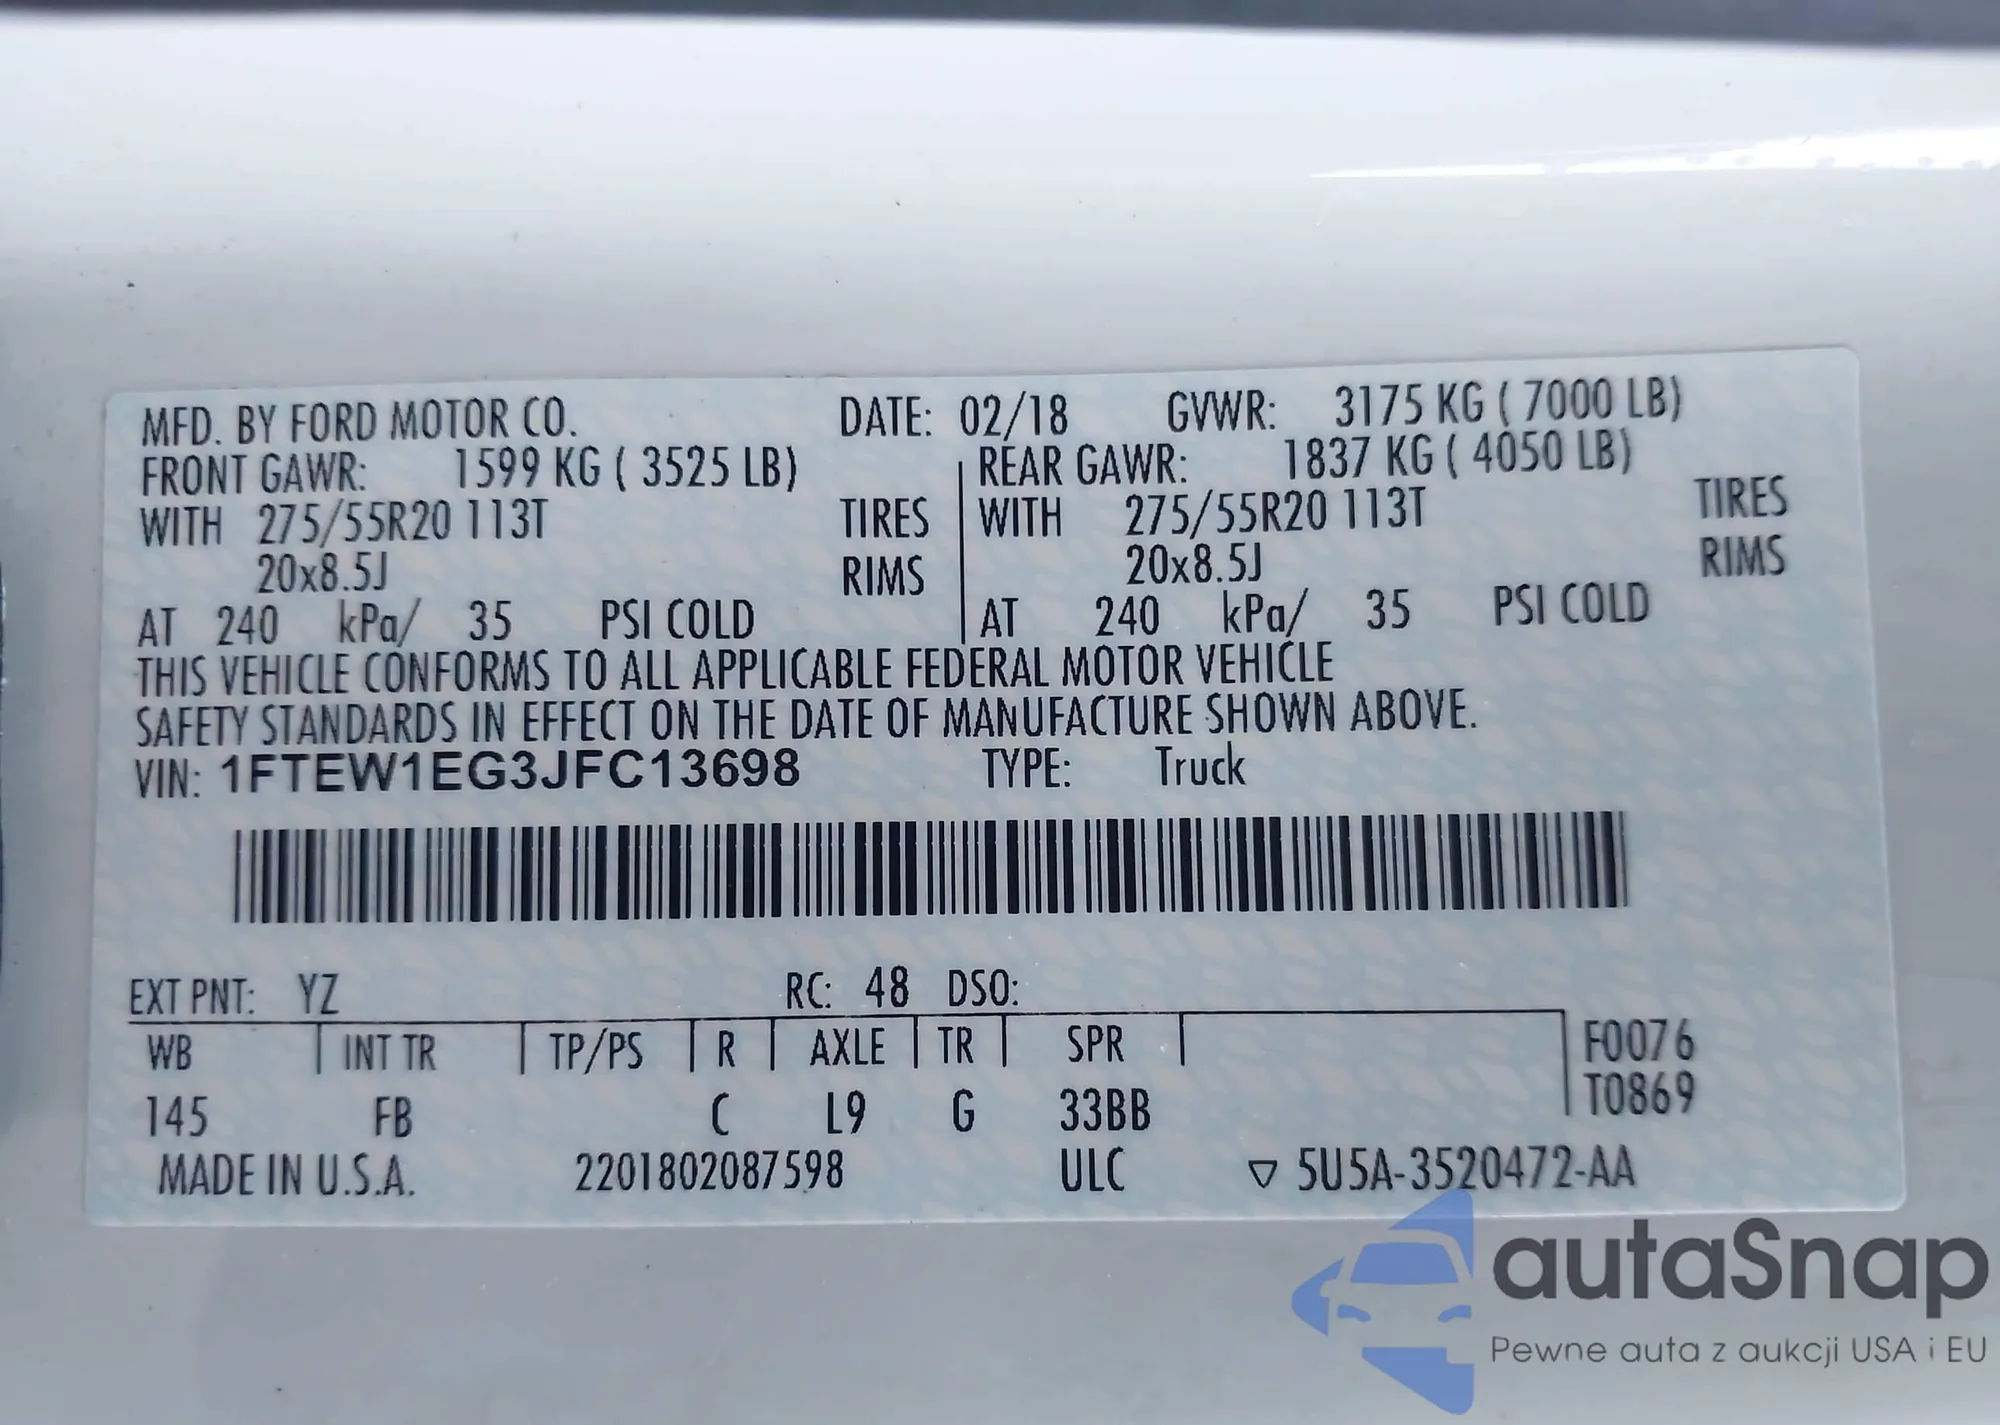 MFD. BY FORD MOTOR CO. DATE: 02/18 GVWR: 3175 KG ( 7000 LB)
FRONT GAWR: 1599 KG ( 3525 LB) REAR GAWR: 1837 KG ( 4050 LB)
WITH 275/55R20 113T TIRES WITH 275/55R20 113T TIRES
20x8.5J RIMS 20x8.5J RIMS
AT 240 kPa/ 35 PSI COLD AT 240 kPa/ 35 PSI COLD
THIS VEHICLE CONFORMS TO ALL APPLICABLE FEDERAL MOTOR VEHICLE
SAFETY STANDARDS IN EFFECT ON THE DATE OF MANUFACTURE SHOWN ABOVE.
VIN: 1FTEW1EG3JFC13698 TYPE: Truck
EXT PNT: YZ RC: 48 DSO:
WB INT TR TP/PS R AXLE TR SPR F0076
145 FB C L9 G 33BB T0869
MADE IN U.S.A. 2201802087598 ULC ▽ 5U5A-3520472-AA
autaSnap
Pewne auta z aukcji USA i EU